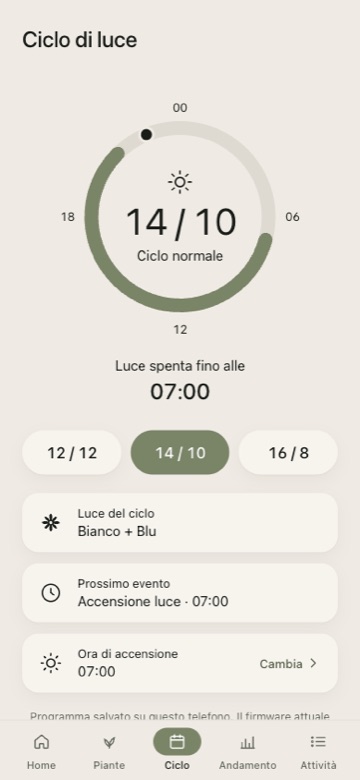 Ciclo di luce
00
18
06
14 / 10
Ciclo normale
12
Luce spenta fino alle
07:00
12 / 12
14 / 10
16 / 8
Luce del ciclo
Bianco + Blu
Prossimo evento
Accensione luce · 07:00
Ora di accensione
07:00
Cambia
Programma salvato su questo telefono. Il firmware attuale
Home
Piante
Ciclo
Andamento
Attività